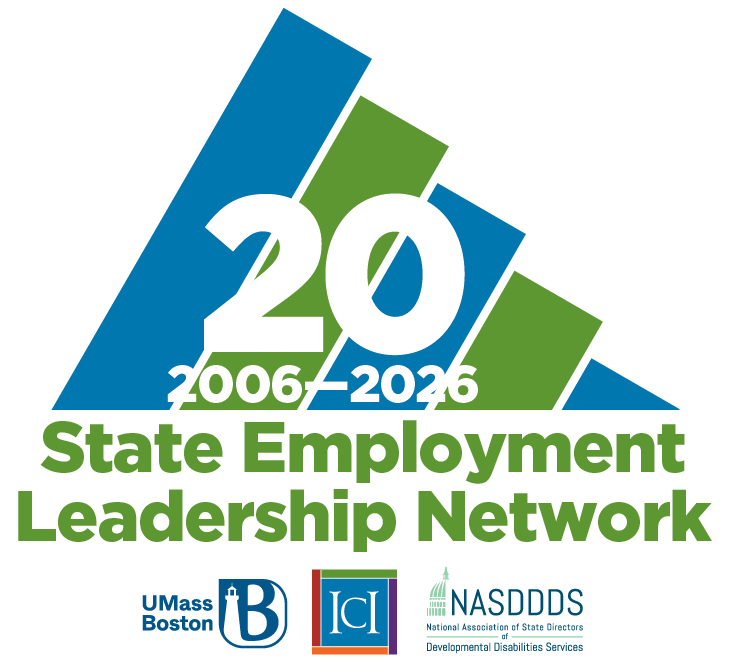 20
2006—2026
State Employment
Leadership Network
UMass
Boston
B
ICI
NASDDDS
National Association of State Directors
of
Developmental Disabilities Services